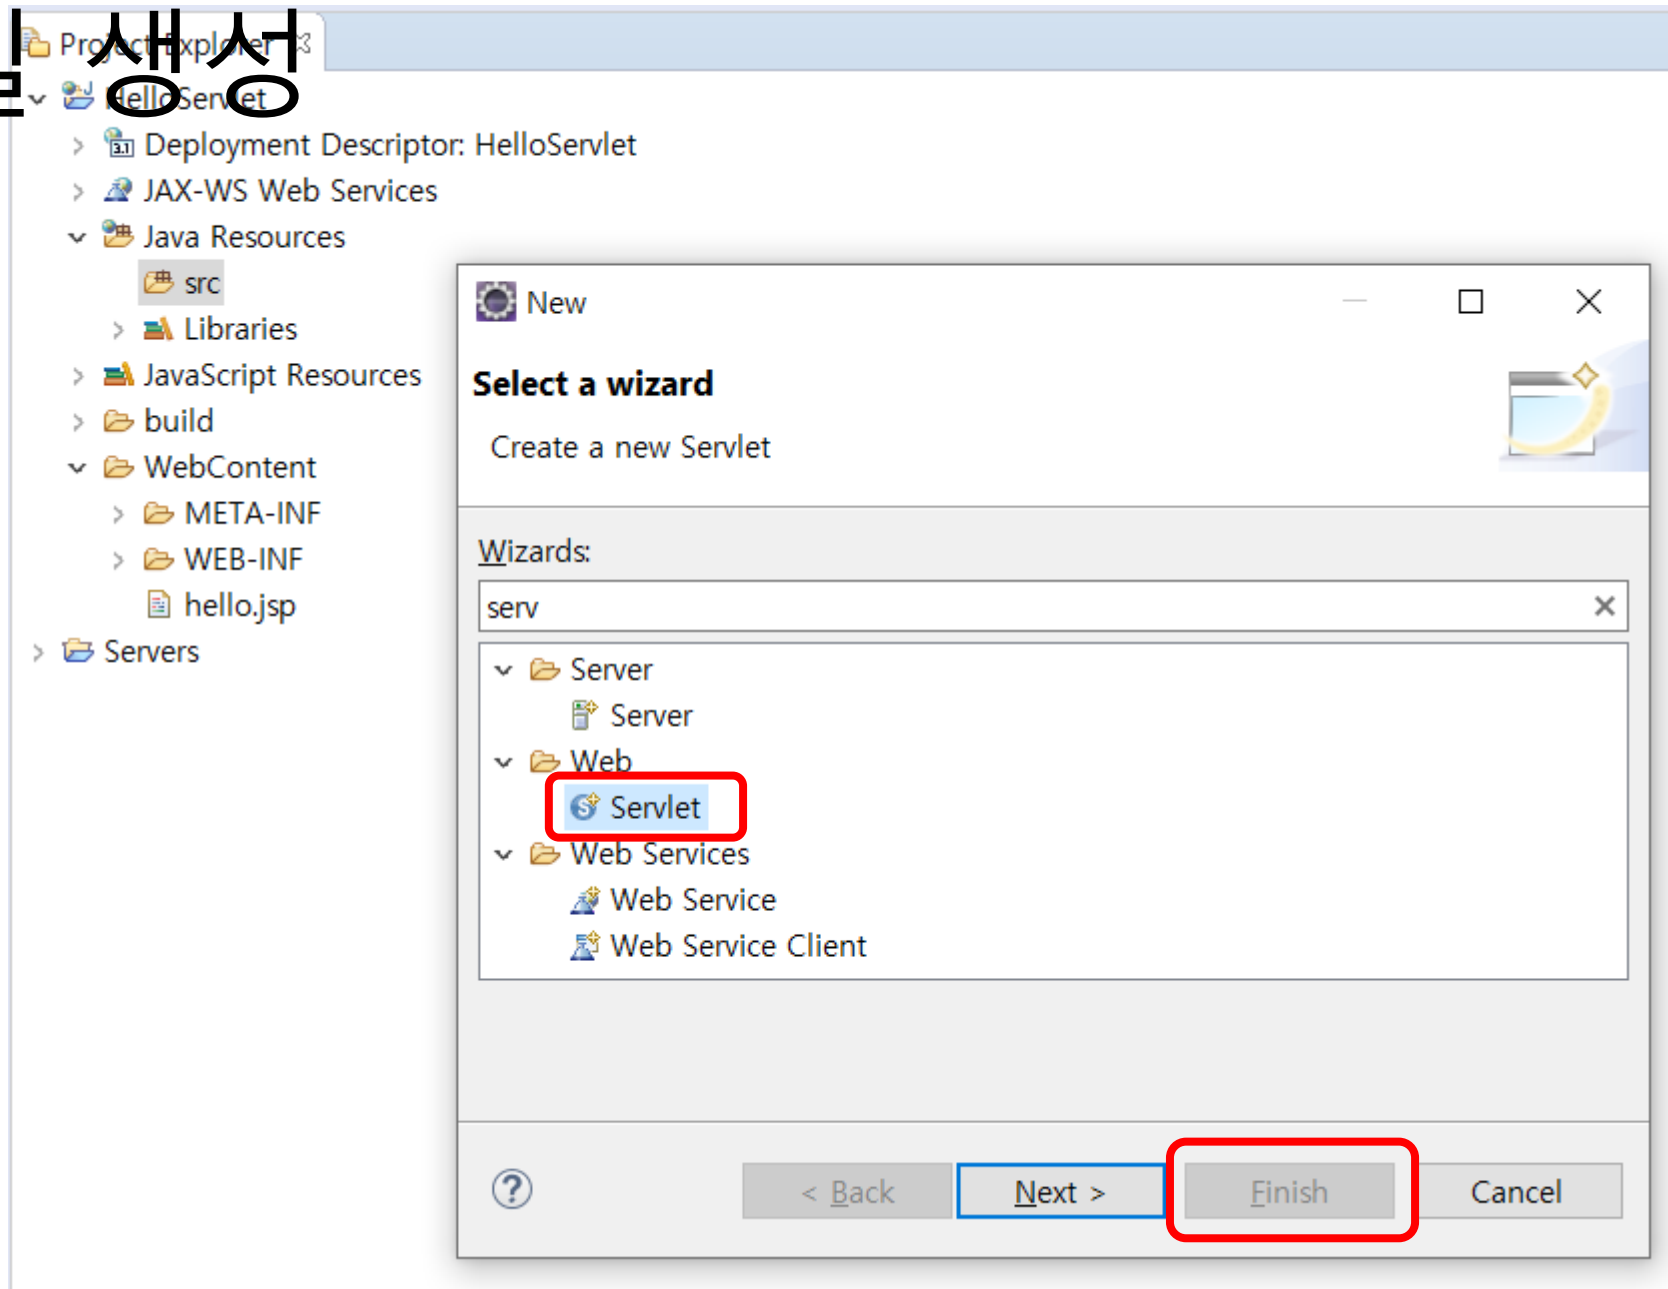 생성
Project Explorer
HelloServlet
Deployment Descriptor: HelloServlet
JAX-WS Web Services
Java Resources
src
Libraries
JavaScript Resources
build
WebContent
META-INF
WEB-INF
hello.jsp
Servers
New
Select a wizard
Create a new Servlet
Wizards:
serv
Server
Server
Web
Servlet
Web Services
Web Service
Web Service Client
< Back
Next >
Finish
Cancel